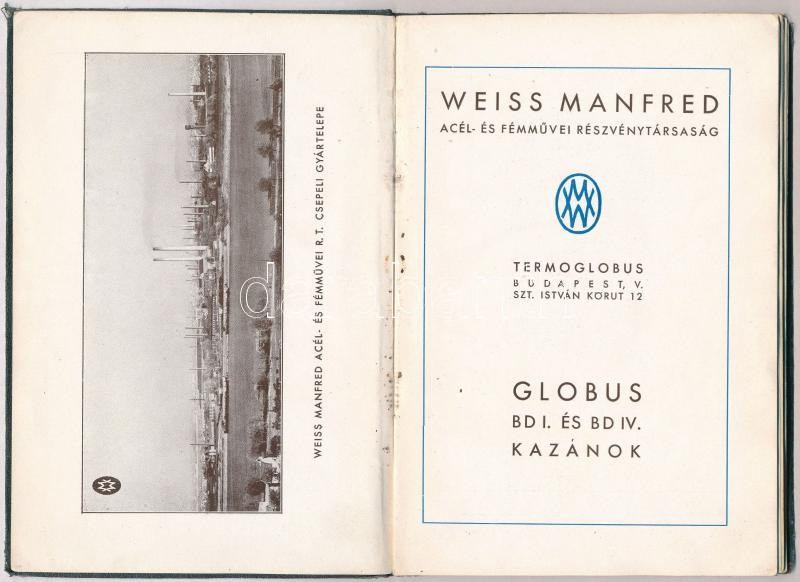 WEISS MANFRED ACÉL- ÉS FÉMMŰVEI R.T. CSEPELI GYÁRTELEPE
WEISS MANFRED
ACÉL- ÉS FÉMMŰVEI RÉSZVÉNYTÁRSASÁG
TERMOGLOBUS
BUDAPEST, V.
SZT. ISTVÁN KÖRUT 12
GLOBUS
BD I. ÉS BD IV.
KAZÁNOK